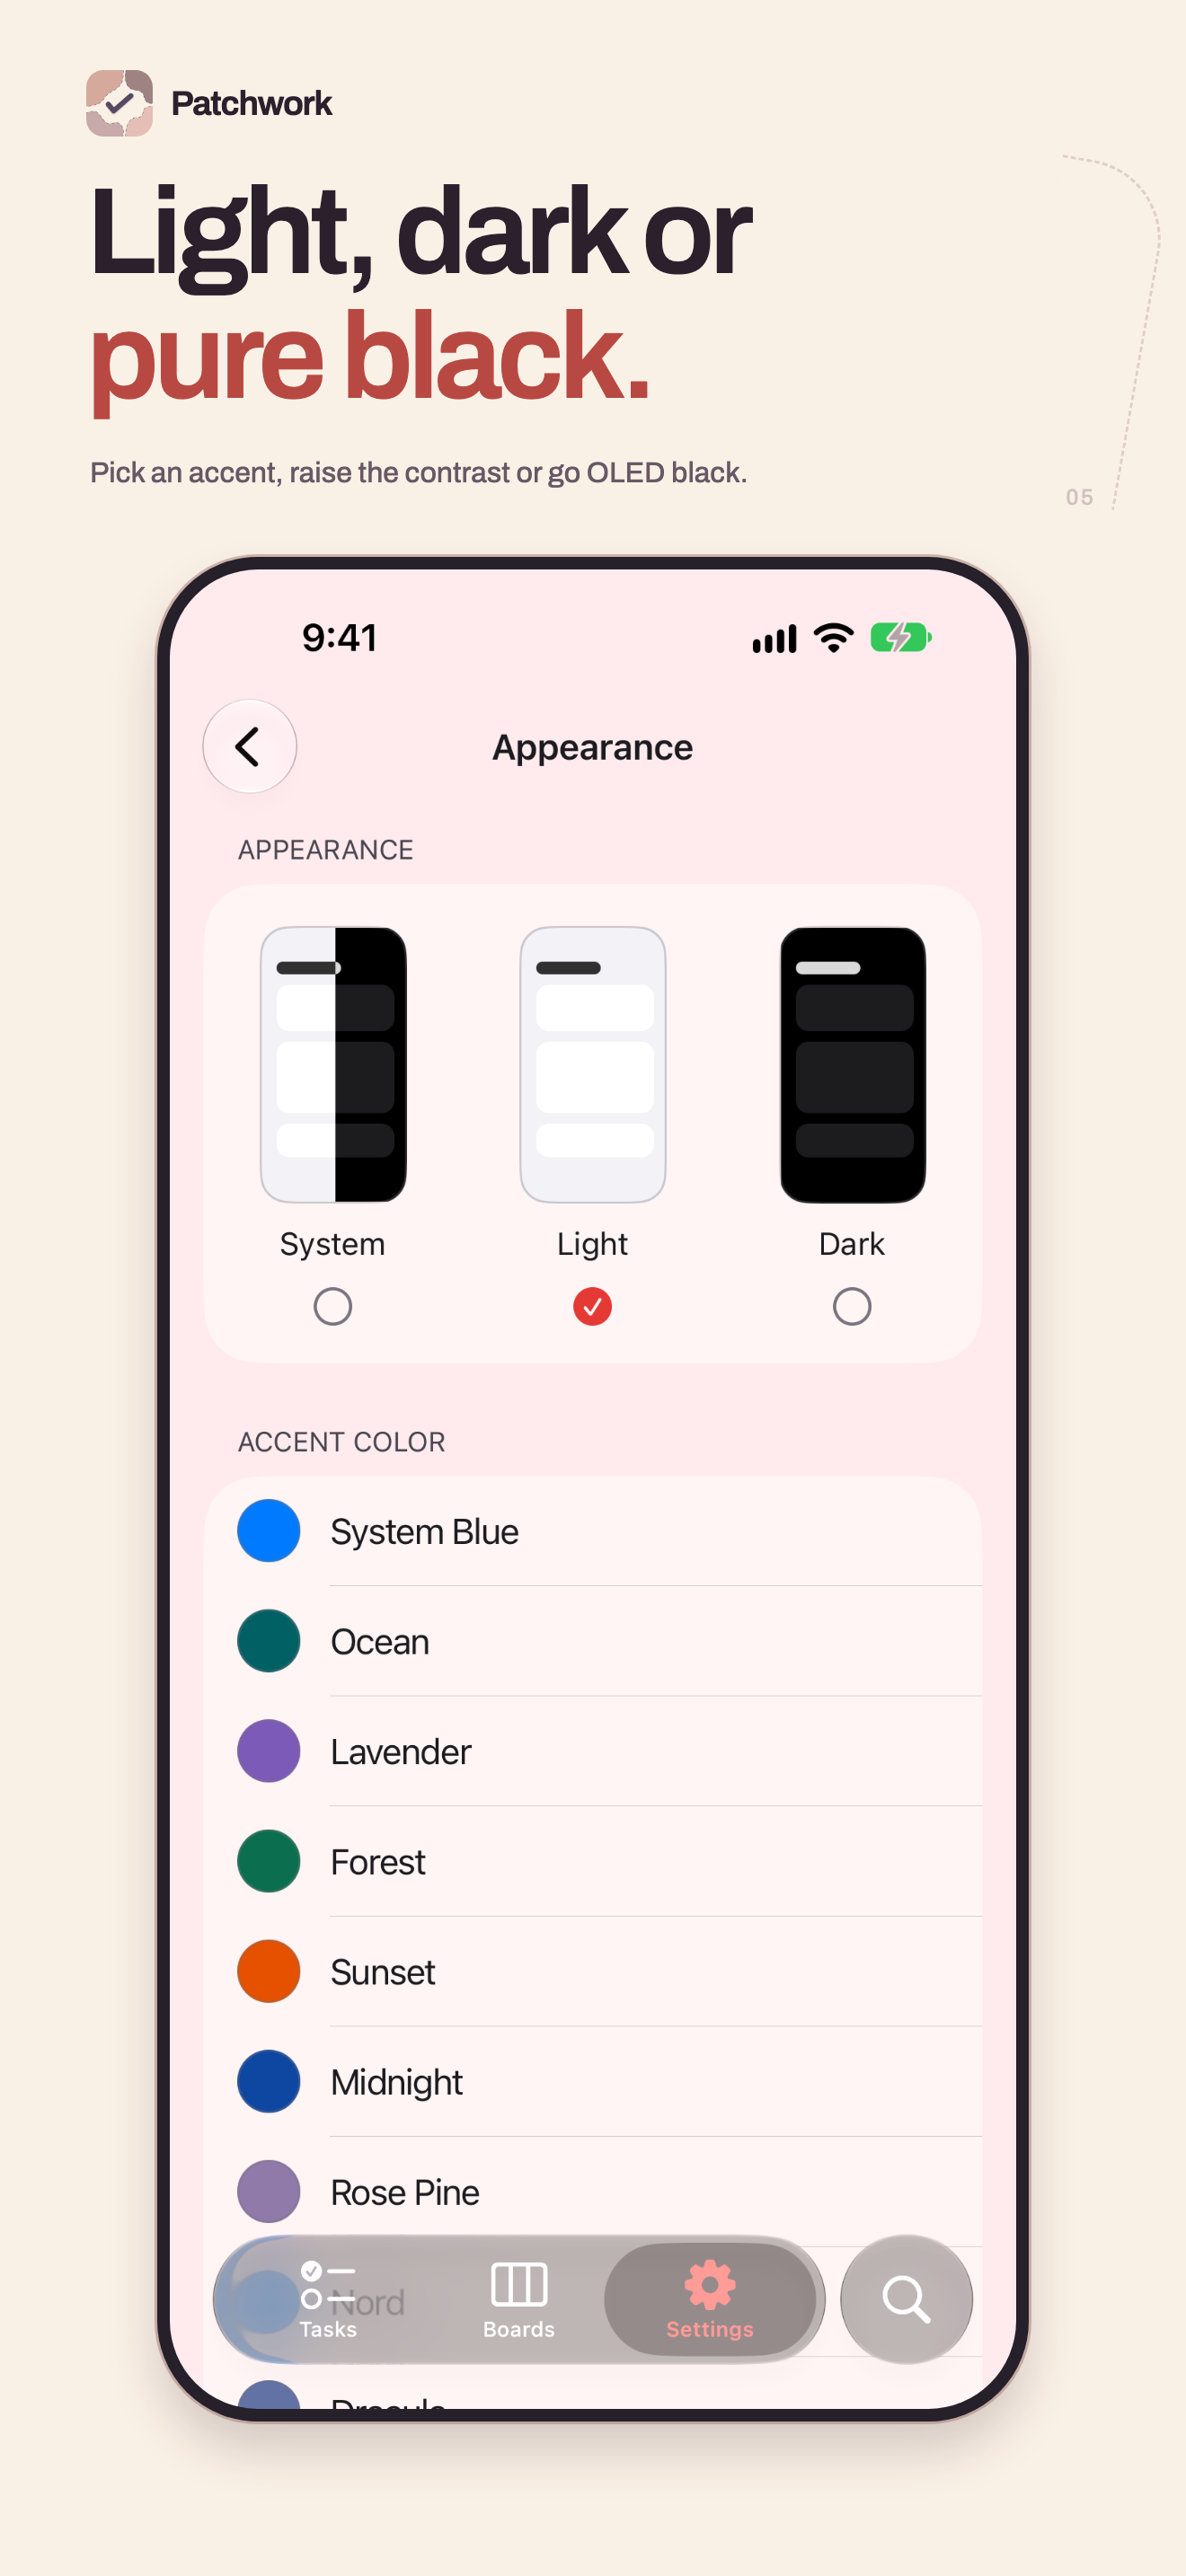 Patchwork
Light, dark or
pure black.
Pick an accent, raise the contrast or go OLED black.
05
9:41
Appearance
APPEARANCE
System
Light
Dark
ACCENT COLOR
System Blue
Ocean
Lavender
Forest
Sunset
Midnight
Rose Pine
Nord
Tasks
Boards
Settings
Dracula